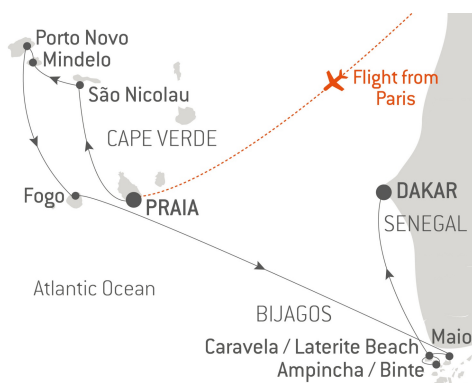 Porto Novo
Mindelo
Flight from
Paris
São Nicolau
CAPE VERDE
Fogo
PRAIA
DAKAR
SENEGAL
Atlantic Ocean
BIJAGOS
Maio
Caravela / Laterite Beach
Ampincha / Binte